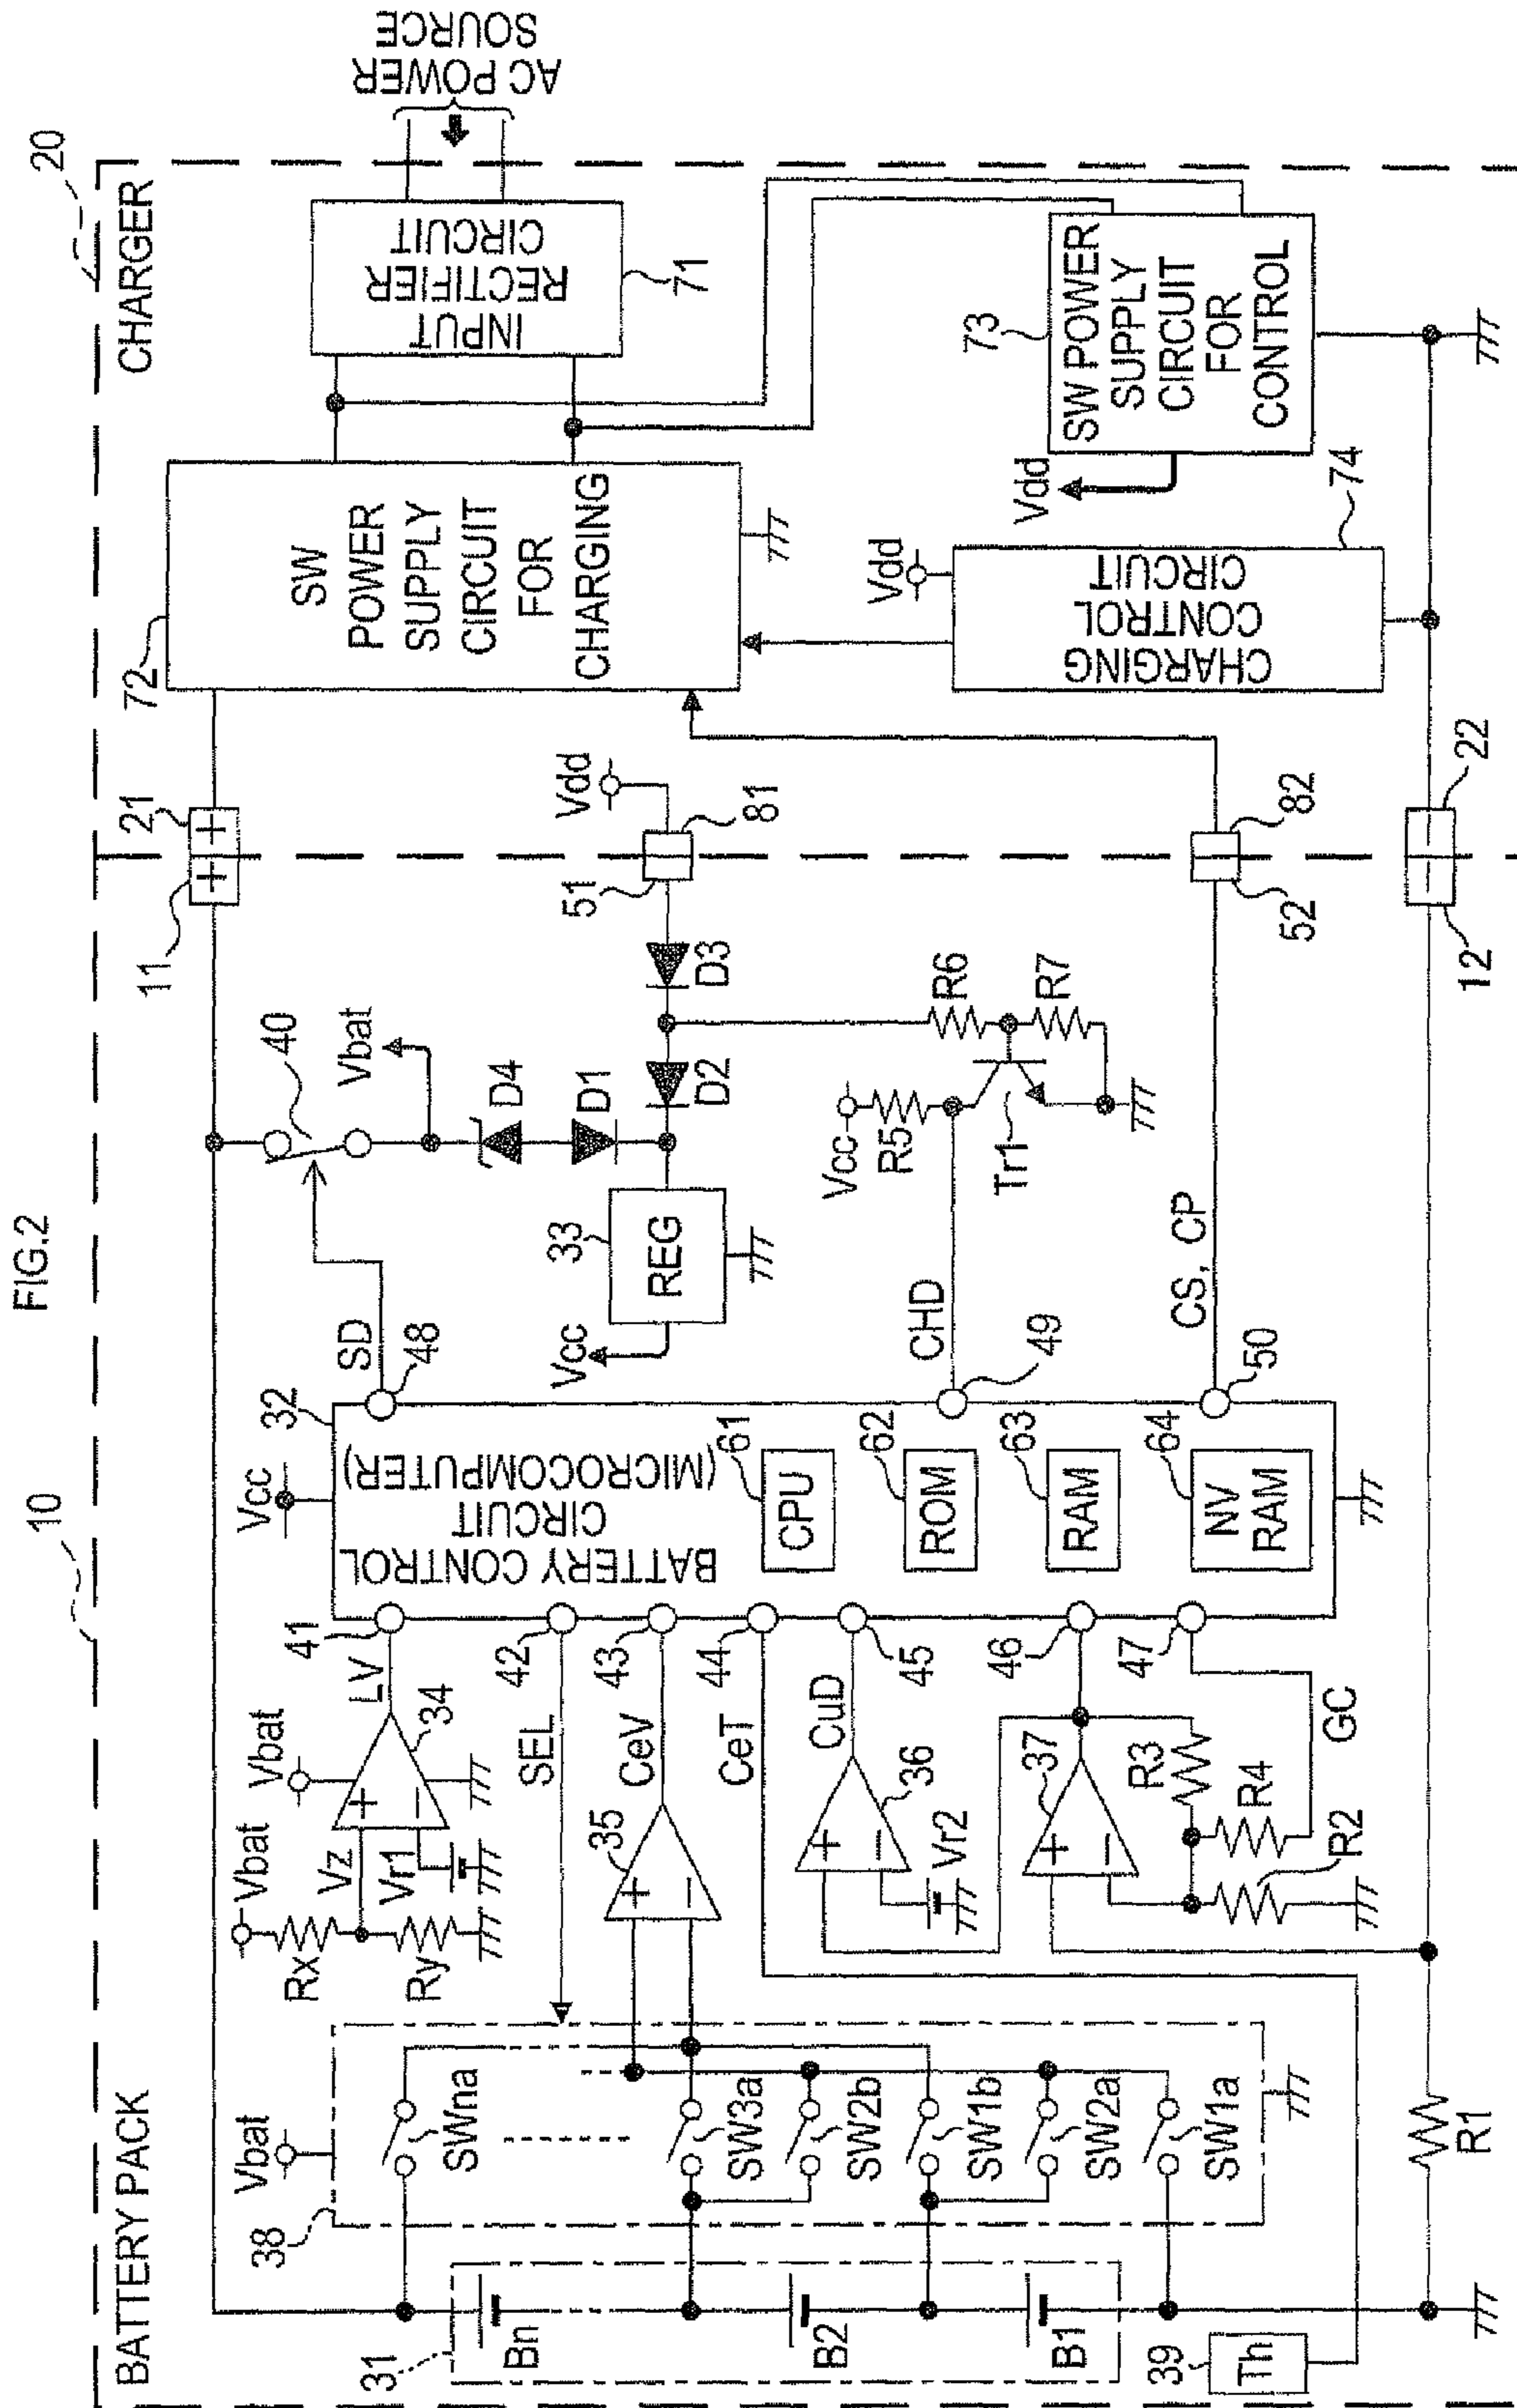 FIG.2
10
20
BATTERY PACK
CHARGER
AC POWER
SOURCE
INPUT
RECTIFIER
CIRCUIT
71
72
SW
POWER
SUPPLY
CIRCUIT
FOR
CHARGING
73
SW POWER
SUPPLY
CIRCUIT
FOR
CONTROL
Vdd
74
Vdd
CHARGING
CONTROL
CIRCUIT
11
+
+
21
51
81
Vdd
52
82
12
−
−
22
40
Vbat
D4
D1
D2
D3
33
REG
Vcc
R6
R7
Vcc
R5
Tr1
SD
48
CHD
49
CS, CP
50
Vcc
32
BATTERY CONTROL
CIRCUIT
(MICROCOMPUTER)
61
CPU
62
ROM
63
RAM
64
NV
RAM
41
LV
34
Vbat
Vbat
+
−
Vz
Vr1
Rx
Ry
42
SEL
43
CeV
35
+
−
44
CeT
45
CuD
36
+
−
Vr2
46
37
+
−
47
GC
R3
R4
R2
Vbat
38
SWna
SW3a
SW2b
SW1b
SW2a
SW1a
31
Bn
B2
B1
39
Th
R1